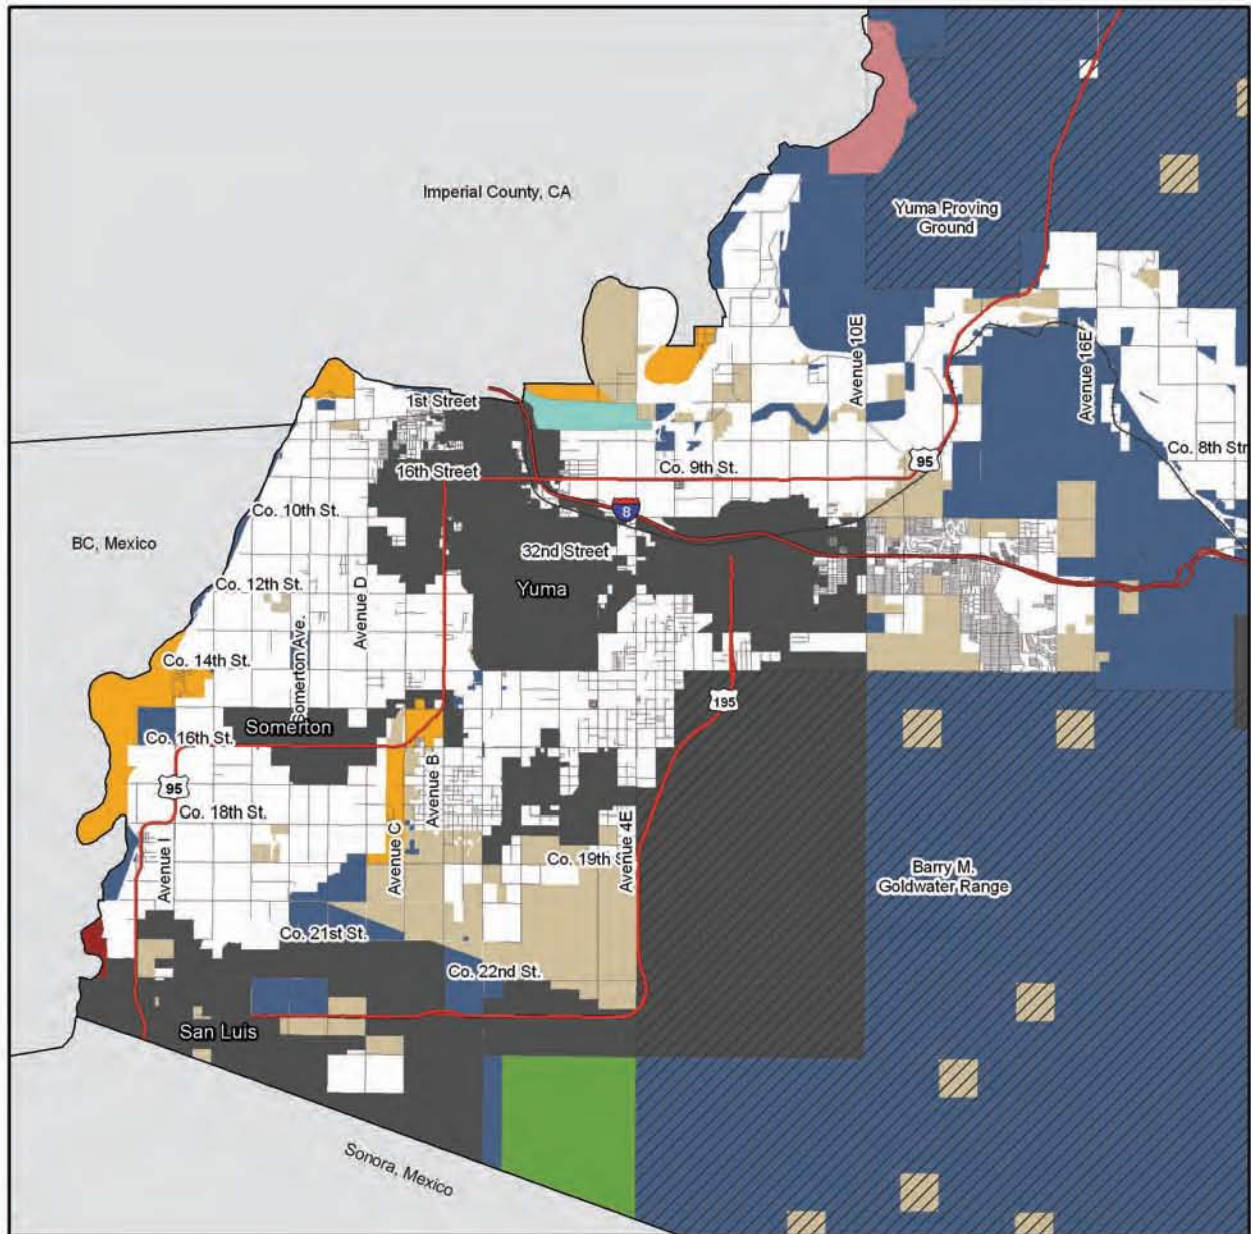 Imperial County, CA
Yuma Proving
Ground
Avenue 10E
Avenue 16E
1st Street
16th Street
Co. 9th St.
95
Co. 8th Str
8
Co. 10th St.
BC, Mexico
32nd Street
Yuma
Co. 12th St.
Avenue D
Somerton Ave.
Co. 14th St.
195
Somerton
Co. 16th St.
95
Avenue B
Co. 18th St.
Avenue I
Avenue C
Co. 19th S
Avenue 4E
Barry M.
Goldwater Range
Co. 21st St.
Co. 22nd St.
San Luis
Sonora, Mexico